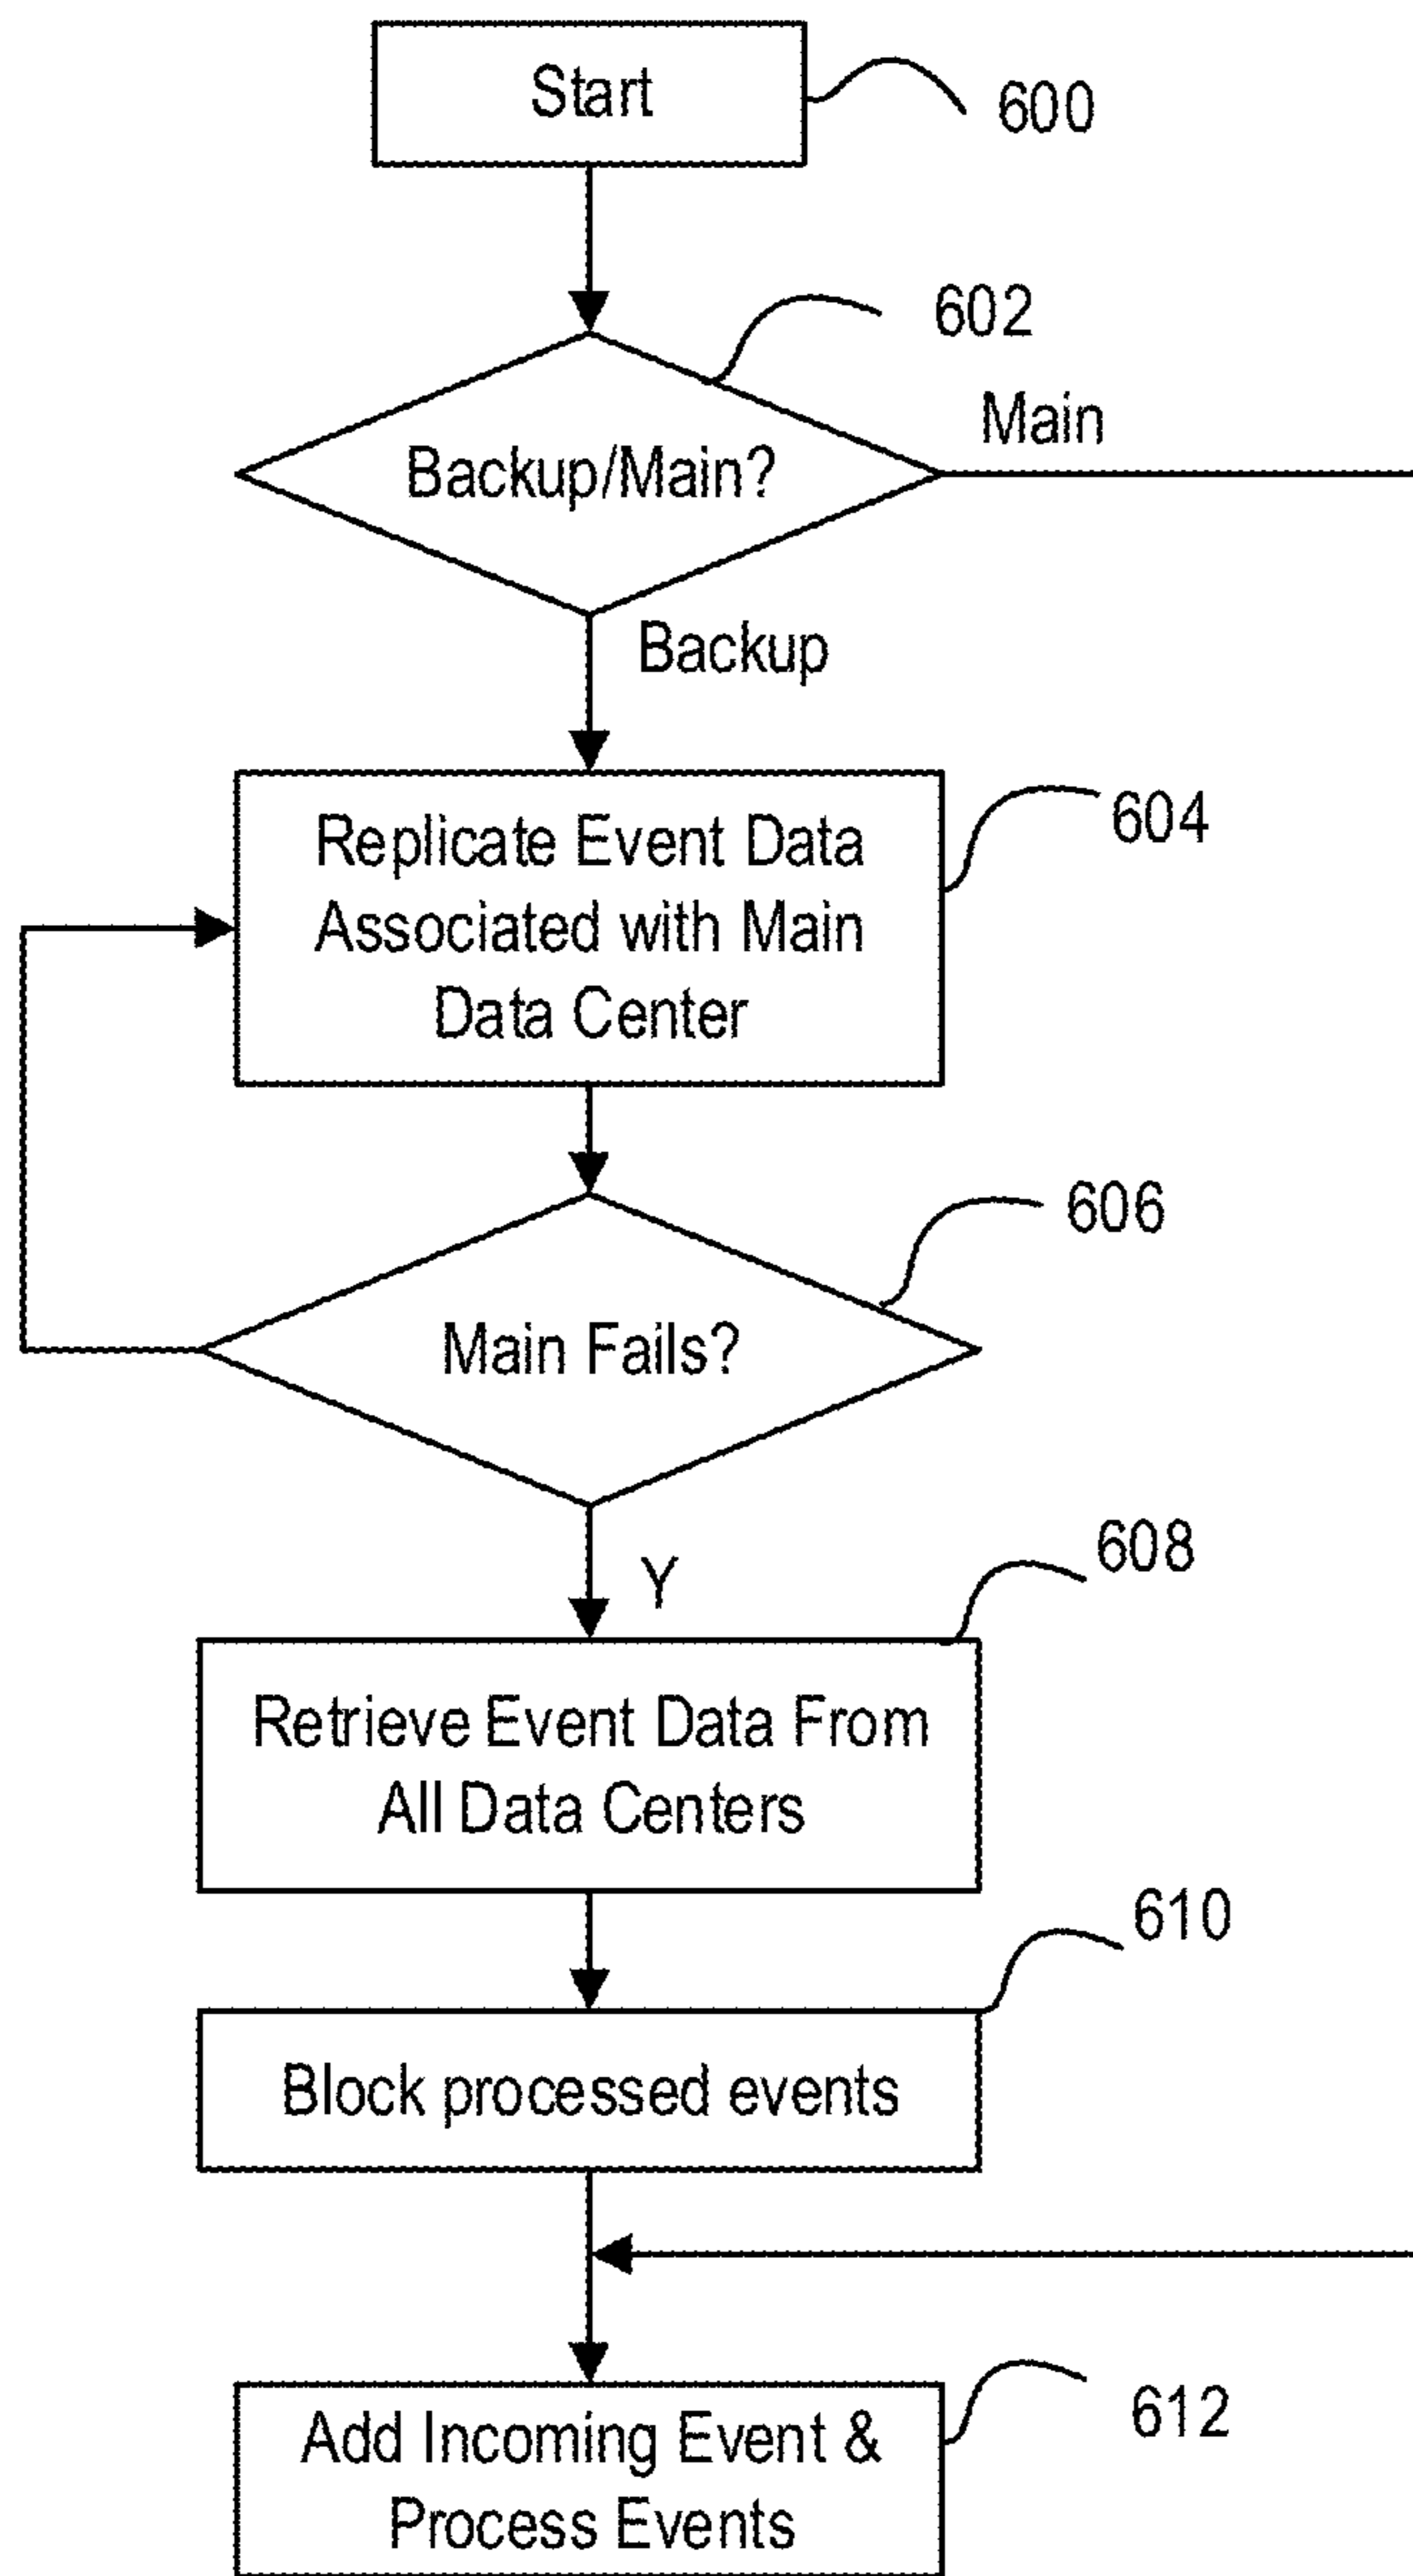 Start
600
602
Main
Backup/Main?
Backup
Replicate Event Data
Associated with Main
Data Center
604
606
Main Fails?
Y
608
Retrieve Event Data From
All Data Centers
610
Block processed events
Add Incoming Event &
Process Events
612